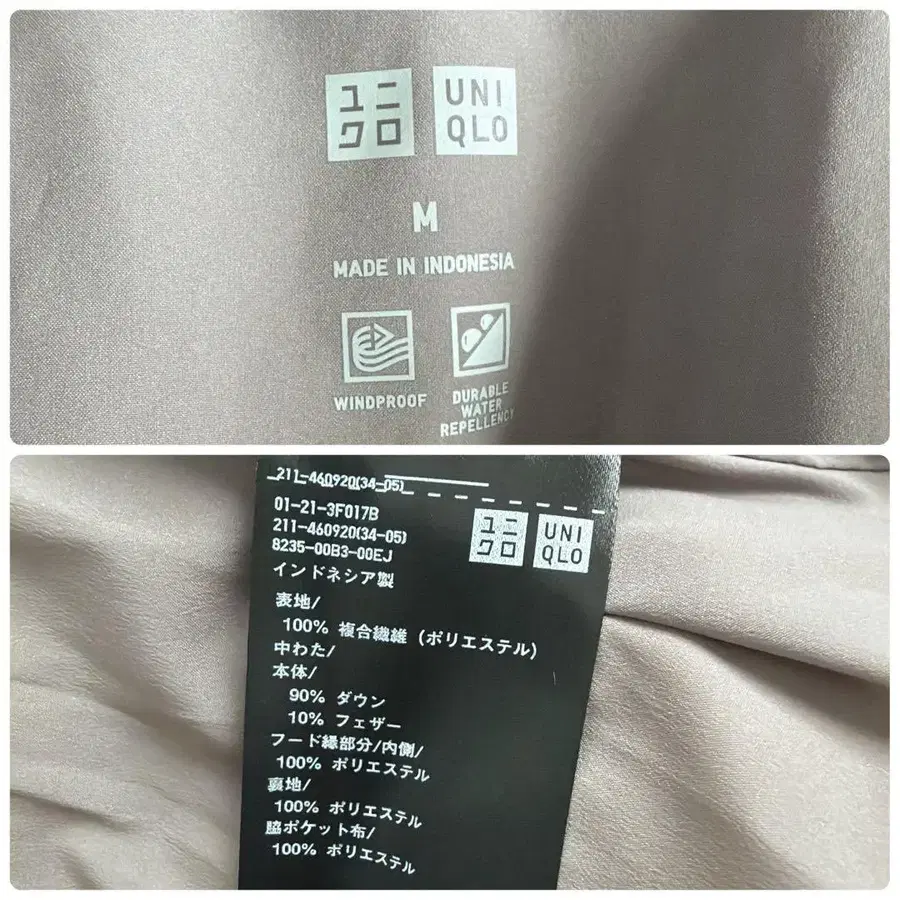 ユニ
クロ
UNI
QLO
M
MADE IN INDONESIA
WINDPROOF
DURABLE
WATER
REPELLENCY
211-460920(34-05)
01-21-3F017B
211-460920(34-05)
8235-00B3-00EJ
ユニ
クロ
UNI
QLO
インドネシア製
表地/
100% 複合繊維 (ポリエステル)
中わた/
本体/
90% ダウン
10% フェザー
フード縁部分/内側/
100% ポリエステル
裏地/
100% ポリエステル
脇ポケット布/
100% ポリエステル